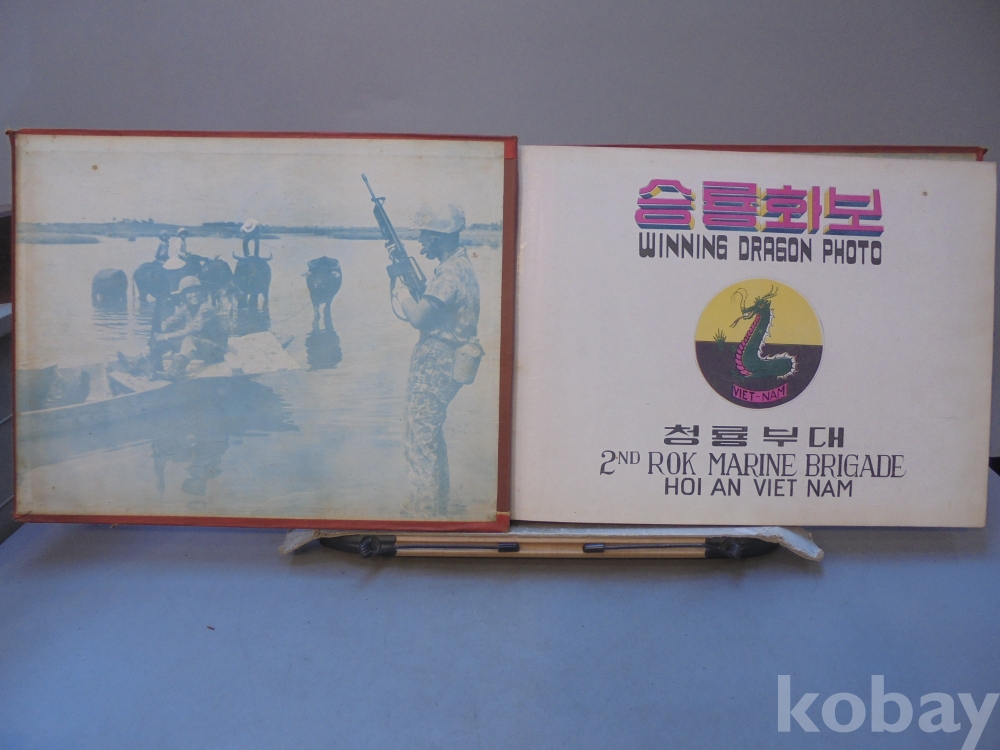 승룡화보
WINNING DRAGON PHOTO
VIET-NAM
청룡부대
2ND ROK MARINE BRIGADE
HOI AN VIET NAM
kobay